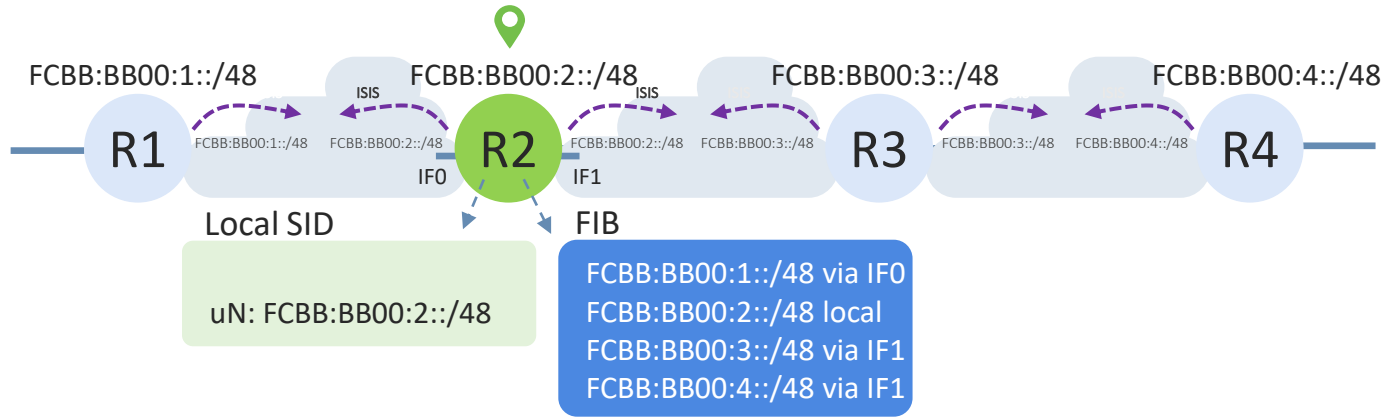 FCBB:BB00:1::/48
FCBB:BB00:2::/48
FCBB:BB00:3::/48
FCBB:BB00:4::/48
ISIS
ISIS
R1
FCBB:BB00:1::/48
FCBB:BB00:2::/48
R2
FCBB:BB00:2::/48
FCBB:BB00:3::/48
R3
FCBB:BB00:3::/48
FCBB:BB00:4::/48
R4
IF0
IF1
Local SID
uN: FCBB:BB00:2::/48
FIB
FCBB:BB00:1::/48 via IF0
FCBB:BB00:2::/48 local
FCBB:BB00:3::/48 via IF1
FCBB:BB00:4::/48 via IF1